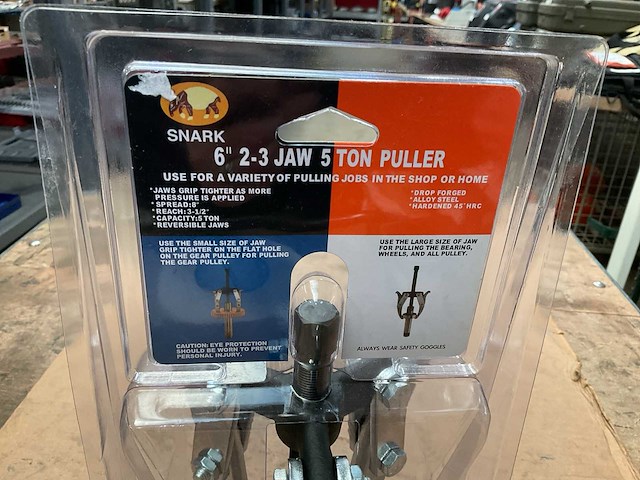 SNARK
6" 2-3 JAW 5 TON PULLER
USE FOR A VARIETY OF PULLING JOBS IN THE SHOP OR HOME
*JAWS GRIP TIGHTER AS MORE
PRESSURE IS APPLIED
*SPREAD:8"
*REACH:3-1/2"
*CAPACITY:5 TON
*REVERSIBLE JAWS
*DROP FORGED
*ALLOY STEEL
*HARDENED 45°HRC
USE THE SMALL SIZE OF JAW
GRIP TIGHTER ON THE FLAT HOLE
ON THE GEAR PULLEY FOR PULLING
THE GEAR PULLEY.
USE THE LARGE SIZE OF JAW
FOR PULLING THE BEARING,
WHEELS, AND ALL PULLEY.
CAUTION: EYE PROTECTION
SHOULD BE WORN TO PREVENT
PERSONAL INJURY.
ALWAYS WEAR SAFETY GOGGLES